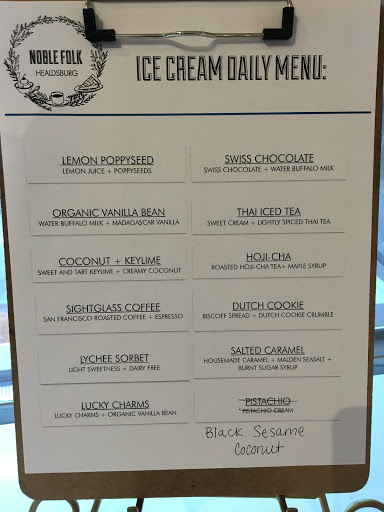 NOBLE FOLK
HEALDSBURG
ICE CREAM DAILY MENU:
LEMON POPPYSEED
LEMON JUICE + POPPYSEEDS
SWISS CHOCOLATE
SWISS CHOCOLATE + WATER BUFFALO MILK
ORGANIC VANILLA BEAN
WATER BUFFALO MILK + MADAGASCAR VANILLA
THAI ICED TEA
SWEET CREAM + LIGHTLY SPICED THAI TEA
COCONUT + KEYLIME
SWEET AND TART KEYLIME + CREAMY COCONUT
HOJI-CHA
ROASTED HOJI-CHA TEA+ MAPLE SYRUP
SIGHTGLASS COFFEE
SAN FRANCISCO ROASTED COFFEE + ESPRESSO
DUTCH COOKIE
BISCOFF SPREAD + DUTCH COOKIE CRUMBLE
LYCHEE SORBET
LIGHT SWEETNESS + DAIRY FREE
SALTED CARAMEL
HOUSEMADE CARAMEL + MALDEN SEASALT +
BURNT SUGAR SYRUP
LUCKY CHARMS
LUCKY CHARMS + ORGANIC VANILLA BEAN
PISTACHIO
PISTACHIO CREAM
Black Sesame
Coconut